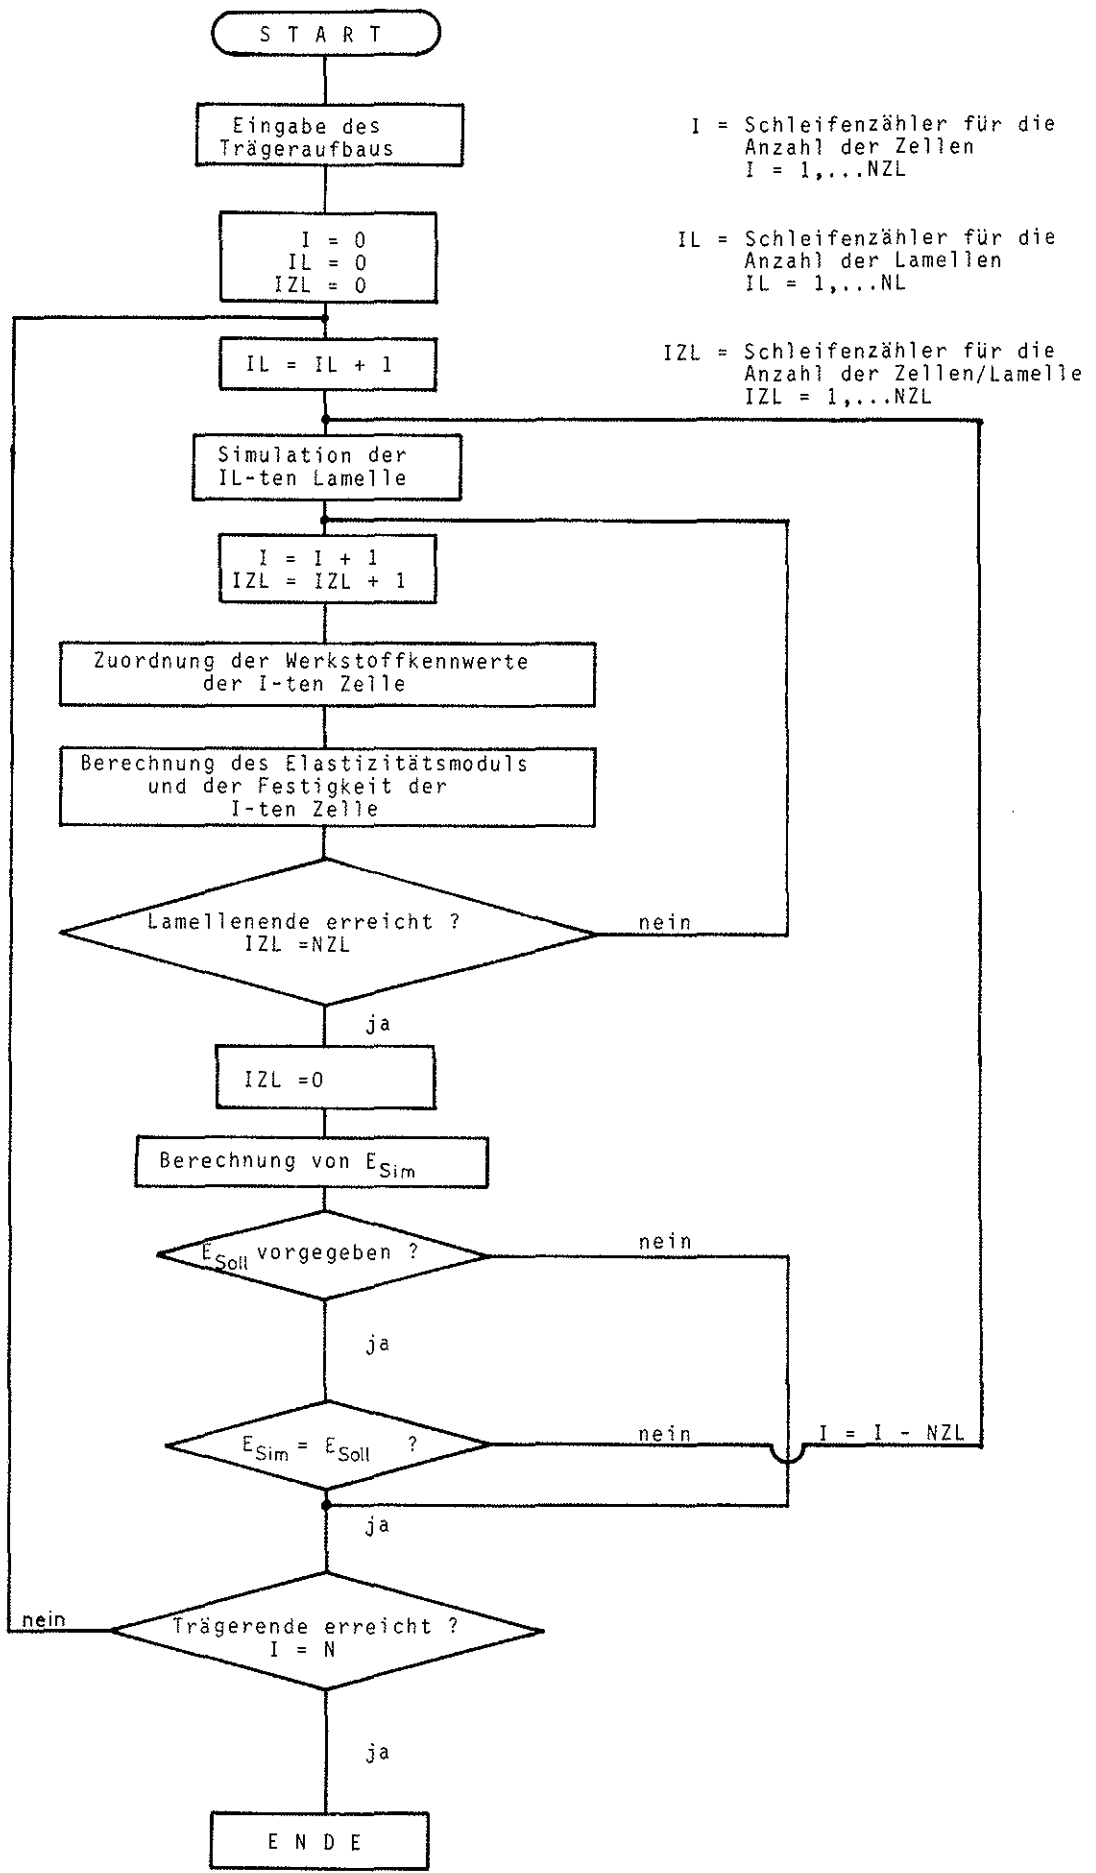 S T A R T
Eingabe des
Trägeraufbaus
I = 0
IL = 0
IZL = 0
I = Schleifenzähler für die
Anzahl der Zellen
I = 1,...NZL
IL = Schleifenzähler für die
Anzahl der Lamellen
IL = 1,...NL
IZL = Schleifenzähler für die
Anzahl der Zellen/Lamelle
IZL = 1,...NZL
IL = IL + 1
Simulation der
IL-ten Lamelle
I = I + 1
IZL = IZL + 1
Zuordnung der Werkstoffkennwerte
der I-ten Zelle
Berechnung des Elastizitätsmoduls
und der Festigkeit der
I-ten Zelle
Lamellenende erreicht ?
IZL =NZL
nein
ja
IZL =0
Berechnung von E_Sim
E_Soll vorgegeben ?
nein
ja
E_Sim = E_Soll ?
nein
I = I - NZL
ja
Trägerende erreicht ?
I = N
nein
ja
E N D E